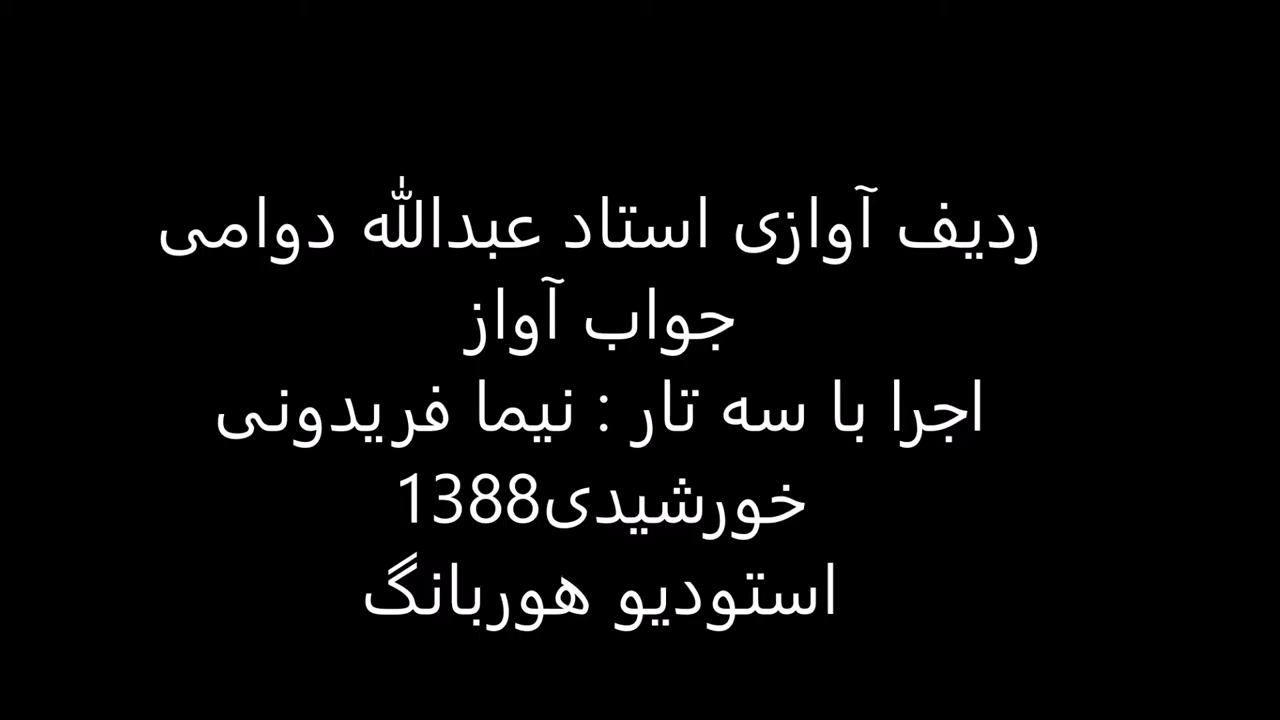 ردیف آوازی استاد عبدالله دوامی
جواب آواز
اجرا با سه تار : نیما فریدونی
خورشیدی1388
استودیو هوربانگ